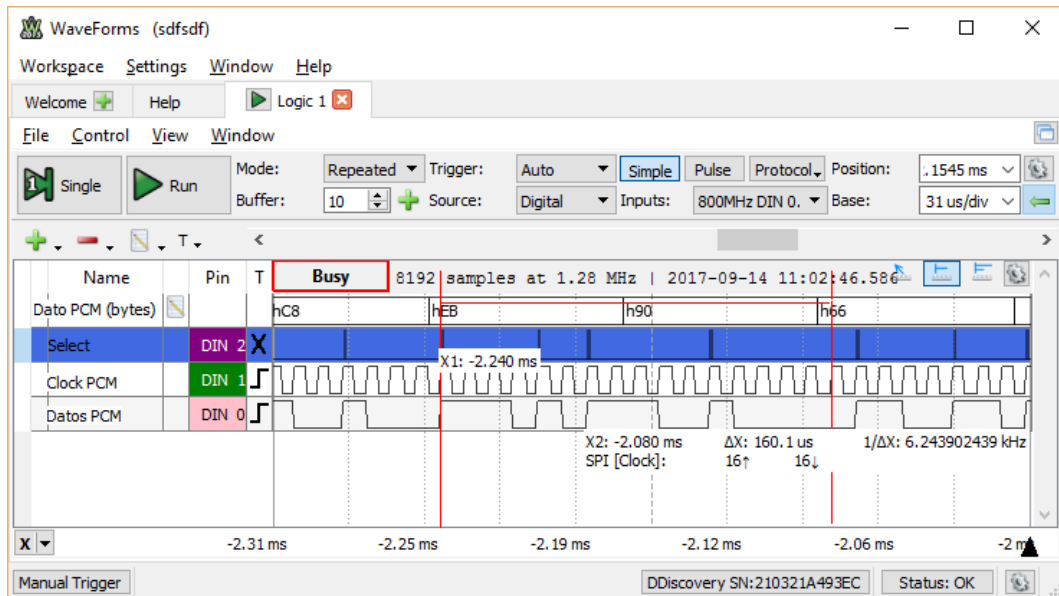 WaveForms (sdfsdf)
Workspace Settings Window Help
Welcome Help Logic 1
File Control View Window
Single Run Mode: Repeated Trigger: Auto Simple Pulse Protocol Position: .1545 ms
Buffer: 10 Source: Digital Inputs: 800MHz DIN 0. Base: 31 us/div
T
Name Pin T Busy 8192 samples at 1.28 MHz | 2017-09-14 11:02:46.586
Dato PCM (bytes) hC8 hEB h90 h66
Select DIN 2 X
X1: -2.240 ms
Clock PCM DIN 1
Datos PCM DIN 0
X2: -2.080 ms ΔX: 160.1 us 1/ΔX: 6.243902439 kHz
SPI [Clock]: 16↑ 16↓
X -2.31 ms -2.25 ms -2.19 ms -2.12 ms -2.06 ms
Manual Trigger DDiscovery SN:210321A493EC Status: OK